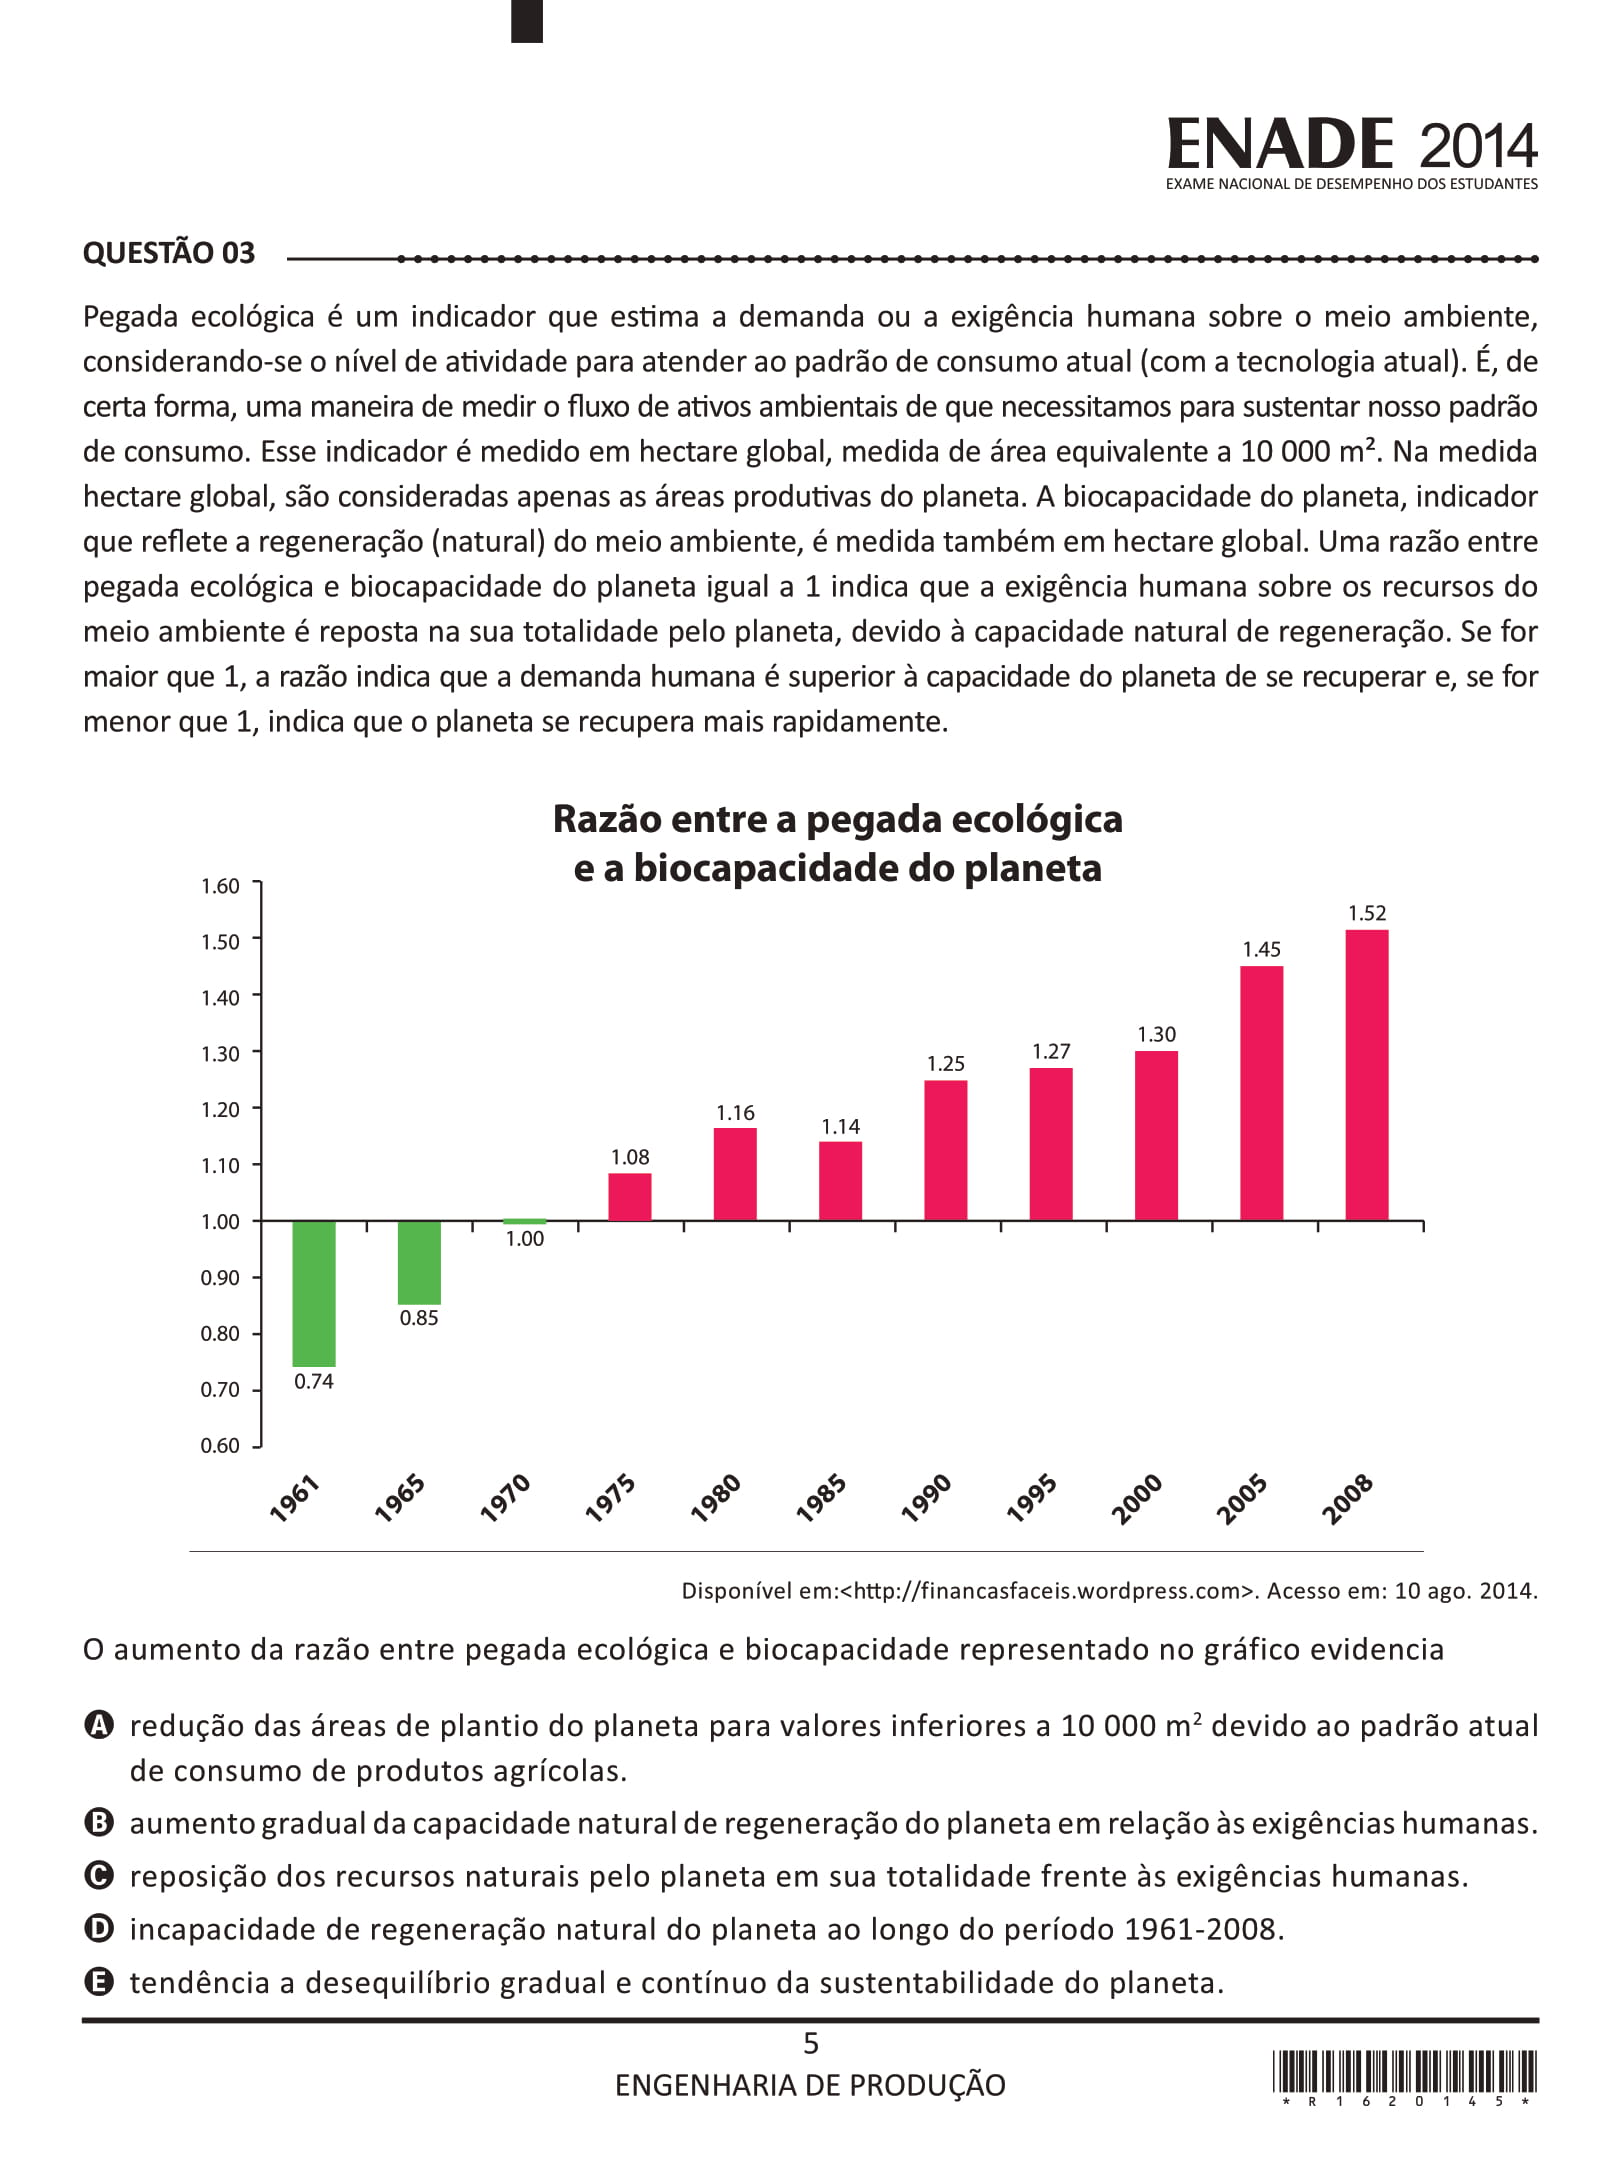 ENADE 2014
EXAME NACIONAL DE DESEMPENHO DOS ESTUDANTES
QUESTÃO 03
Pegada ecológica é um indicador que estima a demanda ou a exigência humana sobre o meio ambiente,
considerando-se o nível de atividade para atender ao padrão de consumo atual (com a tecnologia atual). É, de
certa forma, uma maneira de medir o fluxo de ativos ambientais de que necessitamos para sustentar nosso padrão
de consumo. Esse indicador é medido em hectare global, medida de área equivalente a 10 000 m². Na medida
hectare global, são consideradas apenas as áreas produtivas do planeta. A biocapacidade do planeta, indicador
que reflete a regeneração (natural) do meio ambiente, é medida também em hectare global. Uma razão entre
pegada ecológica e biocapacidade do planeta igual a 1 indica que a exigência humana sobre os recursos do
meio ambiente é reposta na sua totalidade pelo planeta, devido à capacidade natural de regeneração. Se for
maior que 1, a razão indica que a demanda humana é superior à capacidade do planeta de se recuperar e, se for
menor que 1, indica que o planeta se recupera mais rapidamente.
Razão entre a pegada ecológica
e a biocapacidade do planeta
1.60
1.50
1.40
1.30
1.20
1.10
1.00
0.90
0.80
0.70
0.60
0.74
0.85
1.00
1.08
1.16
1.14
1.25
1.27
1.30
1.45
1.52
1961
1965
1970
1975
1980
1985
1990
1995
2000
2005
2008
Disponível em:<http://financasfaceis.wordpress.com>. Acesso em: 10 ago. 2014.
O aumento da razão entre pegada ecológica e biocapacidade representado no gráfico evidencia
A redução das áreas de plantio do planeta para valores inferiores a 10 000 m² devido ao padrão atual
de consumo de produtos agrícolas.
B aumento gradual da capacidade natural de regeneração do planeta em relação às exigências humanas.
C reposição dos recursos naturais pelo planeta em sua totalidade frente às exigências humanas.
D incapacidade de regeneração natural do planeta ao longo do período 1961-2008.
E tendência a desequilíbrio gradual e contínuo da sustentabilidade do planeta.
5
ENGENHARIA DE PRODUÇÃO
* R 1 6 2 0 1 4 5 *